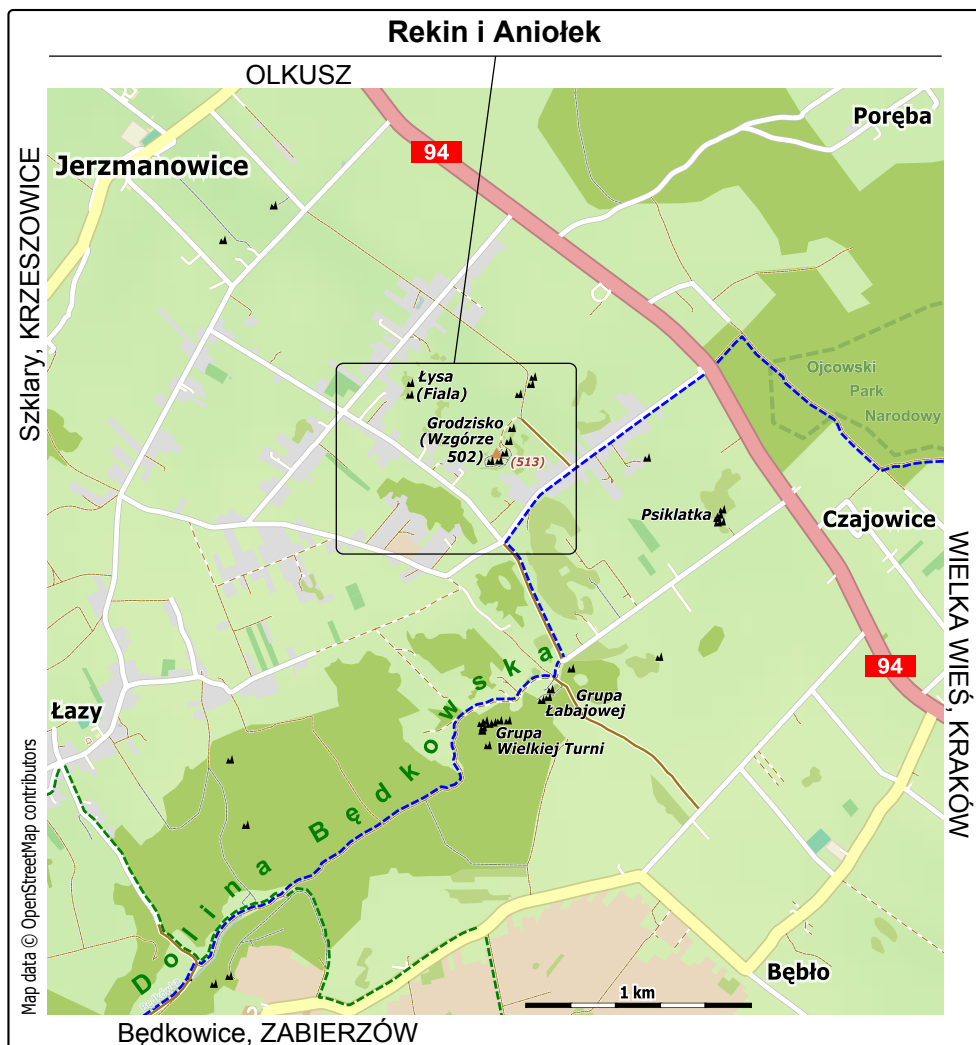 Rekin i Aniołek
OLKUSZ
Poręba
94
Jerzmanowice
Szklary, KRZESZOWICE
Ojcowski
Park
Narodowy
Łysa
(Fiala)
Grodzisko
(Wzgórze
502)
(513)
Psiklatka
Czajowice
WIELKA WIEŚ, KRAKÓW
94
Grupa
Łabajowej
Łazy
Grupa
Wielkiej Turni
Dolina Będkowska
Map data © OpenStreetMap contributors
Bębło
1 km
Będkowice, ZABIERZÓW